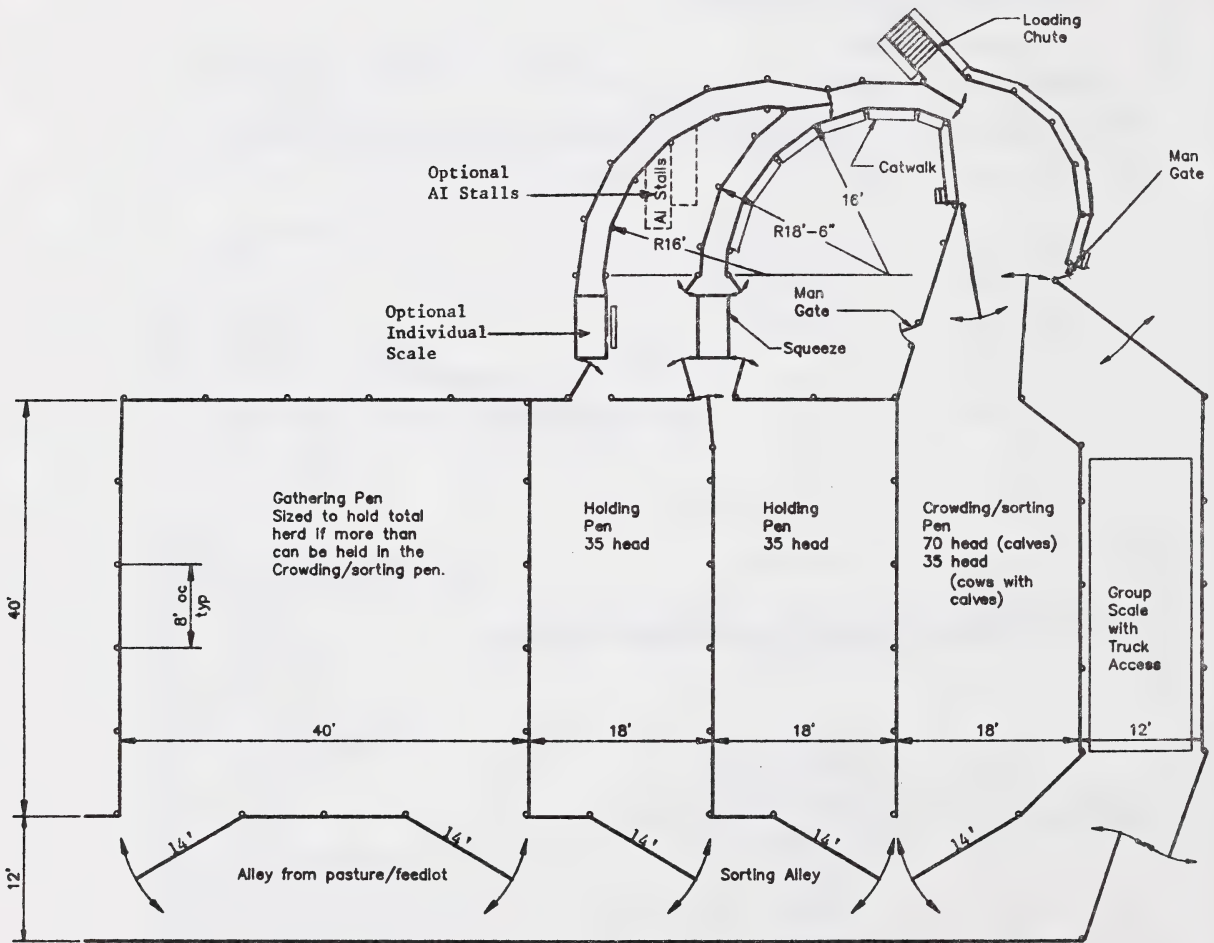 Loading
Chute
Man
Gate
Catwalk
Optional
AI Stalls
AI Stalls
16'
R16'
R18'-6"
Optional
Individual
Scale
Man
Gate
Squeeze
Gathering Pen
Sized to hold total
herd if more than
can be held in the
Crowding/sorting pen.
Holding
Pen
35 head
Holding
Pen
35 head
Crowding/sorting
Pen
70 head (calves)
35 head
(cows with
calves)
Group
Scale
with
Truck
Access
40'
8' oc
typ
40'
18'
18'
18'
12'
14'
14'
14'
14'
14'
12'
Alley from pasture/feedlot
Sorting Alley